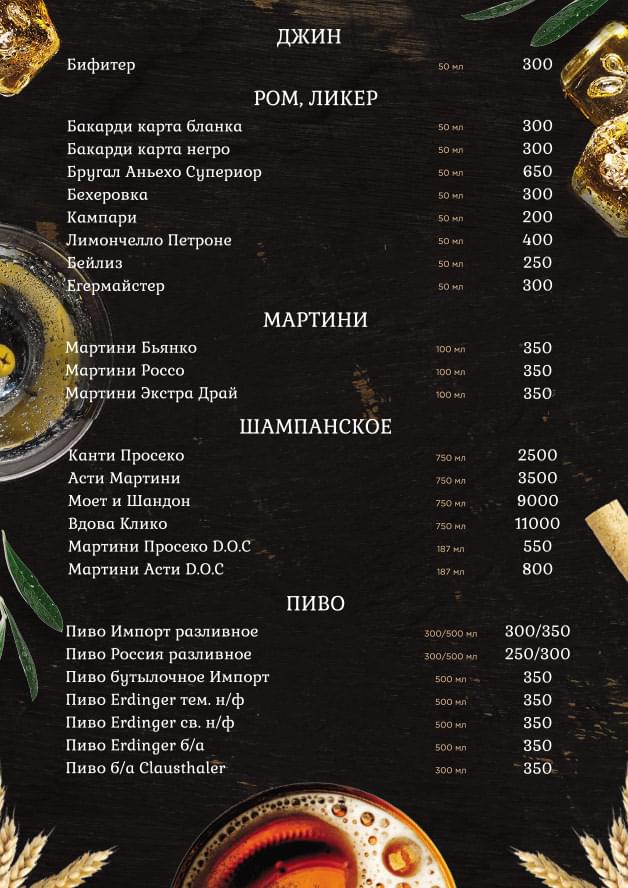 ДЖИН
Бифитер 50 мл 300
РОМ, ЛИКЕР
Бакарди карта бланка 50 мл 300
Бакарди карта негро 50 мл 300
Бругал Аньехо Супериор 50 мл 650
Бехеровка 50 мл 300
Кампари 50 мл 200
Лимончелло Петроне 50 мл 400
Бейлиз 50 мл 250
Егермайстер 50 мл 300
МАРТИНИ
Мартини Бьянко 100 мл 350
Мартини Россо 100 мл 350
Мартини Экстра Драй 100 мл 350
ШАМПАНСКОЕ
Канти Просеко 750 мл 2500
Асти Мартини 750 мл 3500
Моет и Шандон 750 мл 9000
Вдова Клико 750 мл 11000
Мартини Просеко D.O.C 187 мл 550
Мартини Асти D.O.C 187 мл 800
ПИВО
Пиво Импорт разливное 300/500 мл 300/350
Пиво Россия разливное 300/500 мл 250/300
Пиво бутылочное Импорт 500 мл 350
Пиво Erdinger тем. н/ф 500 мл 350
Пиво Erdinger св. н/ф 500 мл 350
Пиво Erdinger б/а 500 мл 350
Пиво б/а Clausthaler 300 мл 350